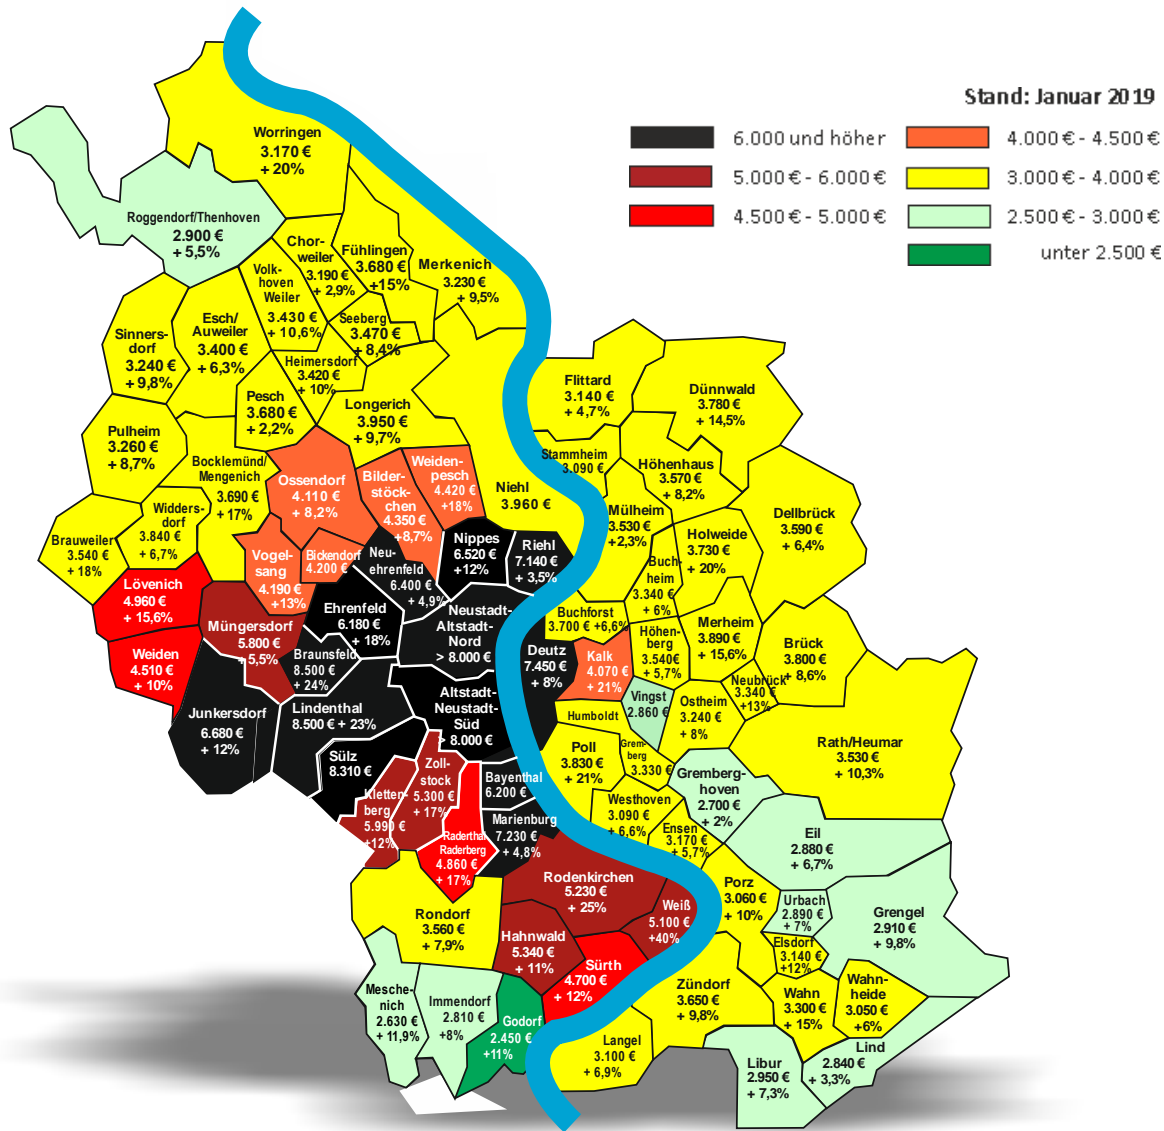 Stand: Januar 2019
6.000 und höher
5.000 € - 6.000 €
4.500 € - 5.000 €
4.000 € - 4.500 €
3.000 € - 4.000 €
2.500 € - 3.000 €
unter 2.500 €
Worringen
3.170 €
+ 20%
Roggendorf/Thenhoven
2.900 €
+ 5,5%
Chor-
weiler
3.190 €
+ 2,9%
Fühlingen
3.680 €
+15%
Merkenich
3.230 €
+ 9,5%
Volk-
hoven
Weiler
3.430 €
+ 10,6%
Seeberg
3.470 €
+ 8,4%
Sinners-
dorf
3.240 €
+ 9,8%
Esch/
Auweiler
3.400 €
+ 6,3%
Heimersdorf
3.420 €
+ 10%
Pesch
3.680 €
+ 2,2%
Longerich
3.950 €
+ 9,7%
Pulheim
3.260 €
+ 8,7%
Bocklemünd/
Mengenich
3.690 €
+ 17%
Ossendorf
4.110 €
+ 8,2%
Bilder-
stöck-
chen
4.350 €
+8,7%
Weiden-
pesch
4.420 €
+18%
Niehl
3.960 €
Widders-
dorf
3.840 €
+ 6,7%
Brauweiler
3.540 €
+ 18%
Vogel-
sang
4.190 €
+13%
Bickendorf
4.200 €
Neu-
ehrenfeld
6.400 €
+ 4,9%
Nippes
6.520 €
+12%
Riehl
7.140 €
+ 3,5%
Lövenich
4.960 €
+ 15,6%
Müngersdorf
5.800 €
+ 5,5%
Ehrenfeld
6.180 €
+ 18%
Neustadt-
Altstadt-
Nord
> 8.000 €
Weiden
4.510 €
+ 10%
Braunsfeld
8.500 €
+ 24%
Deutz
7.450 €
+ 8%
Junkersdorf
6.680 €
+ 12%
Lindenthal
8.500 € + 23%
Altstadt-
Neustadt-
Süd
> 8.000 €
Sülz
8.310 €
Zoll-
stock
5.300 €
+ 17%
Bayenthal
6.200 €
Kletten-
berg
5.990 €
+12%
Raderthal
Raderberg
4.860 €
+ 17%
Marienburg
7.230 €
+ 4,8%
Rodenkirchen
5.230 €
+ 25%
Weiß
5.100 €
+40%
Rondorf
3.560 €
+ 7,9%
Hahnwald
5.340 €
+ 11%
Sürth
4.700 €
+ 12%
Mesche-
nich
2.630 €
+ 11,9%
Immendorf
2.810 €
+8%
Godorf
2.450 €
+11%
Flittard
3.140 €
+ 4,7%
Dünnwald
3.780 €
+ 14,5%
Stammheim
3.090 €
Höhenhaus
3.570 €
+ 8,2%
Mülheim
3.530 €
+2,3%
Dellbrück
3.590 €
+ 6,4%
Holweide
3.730 €
+ 20%
Buch-
heim
3.340 €
+ 6%
Buchforst
3.700 € +6,6%
Höhen-
berg
3.540€
+ 5,7%
Merheim
3.890 €
+ 15,6%
Brück
3.800 €
+ 8,6%
Kalk
4.070 €
+ 21%
Vingst
2.860 €
Neubrück
3.340 €
+13%
Ostheim
3.240 €
+ 8%
Humboldt
Grem-
berg
3.330 €
Poll
3.830 €
+ 21%
Rath/Heumar
3.530 €
+ 10,3%
Gremberg-
hoven
2.700 €
+ 2%
Westhoven
3.090 €
+ 6,6%
Ensen
3.170 €
+ 5,7%
Eil
2.880 €
+ 6,7%
Porz
3.060 €
+ 10%
Urbach
2.890 €
+ 7%
Grengel
2.910 €
+ 9,8%
Elsdorf
3.140 €
+12%
Zündorf
3.650 €
+ 9,8%
Wahn
3.300 €
+ 15%
Wahn-
heide
3.050 €
+6%
Langel
3.100 €
+ 6,9%
Libur
2.950 €
+ 7,3%
Lind
2.840 €
+ 3,3%